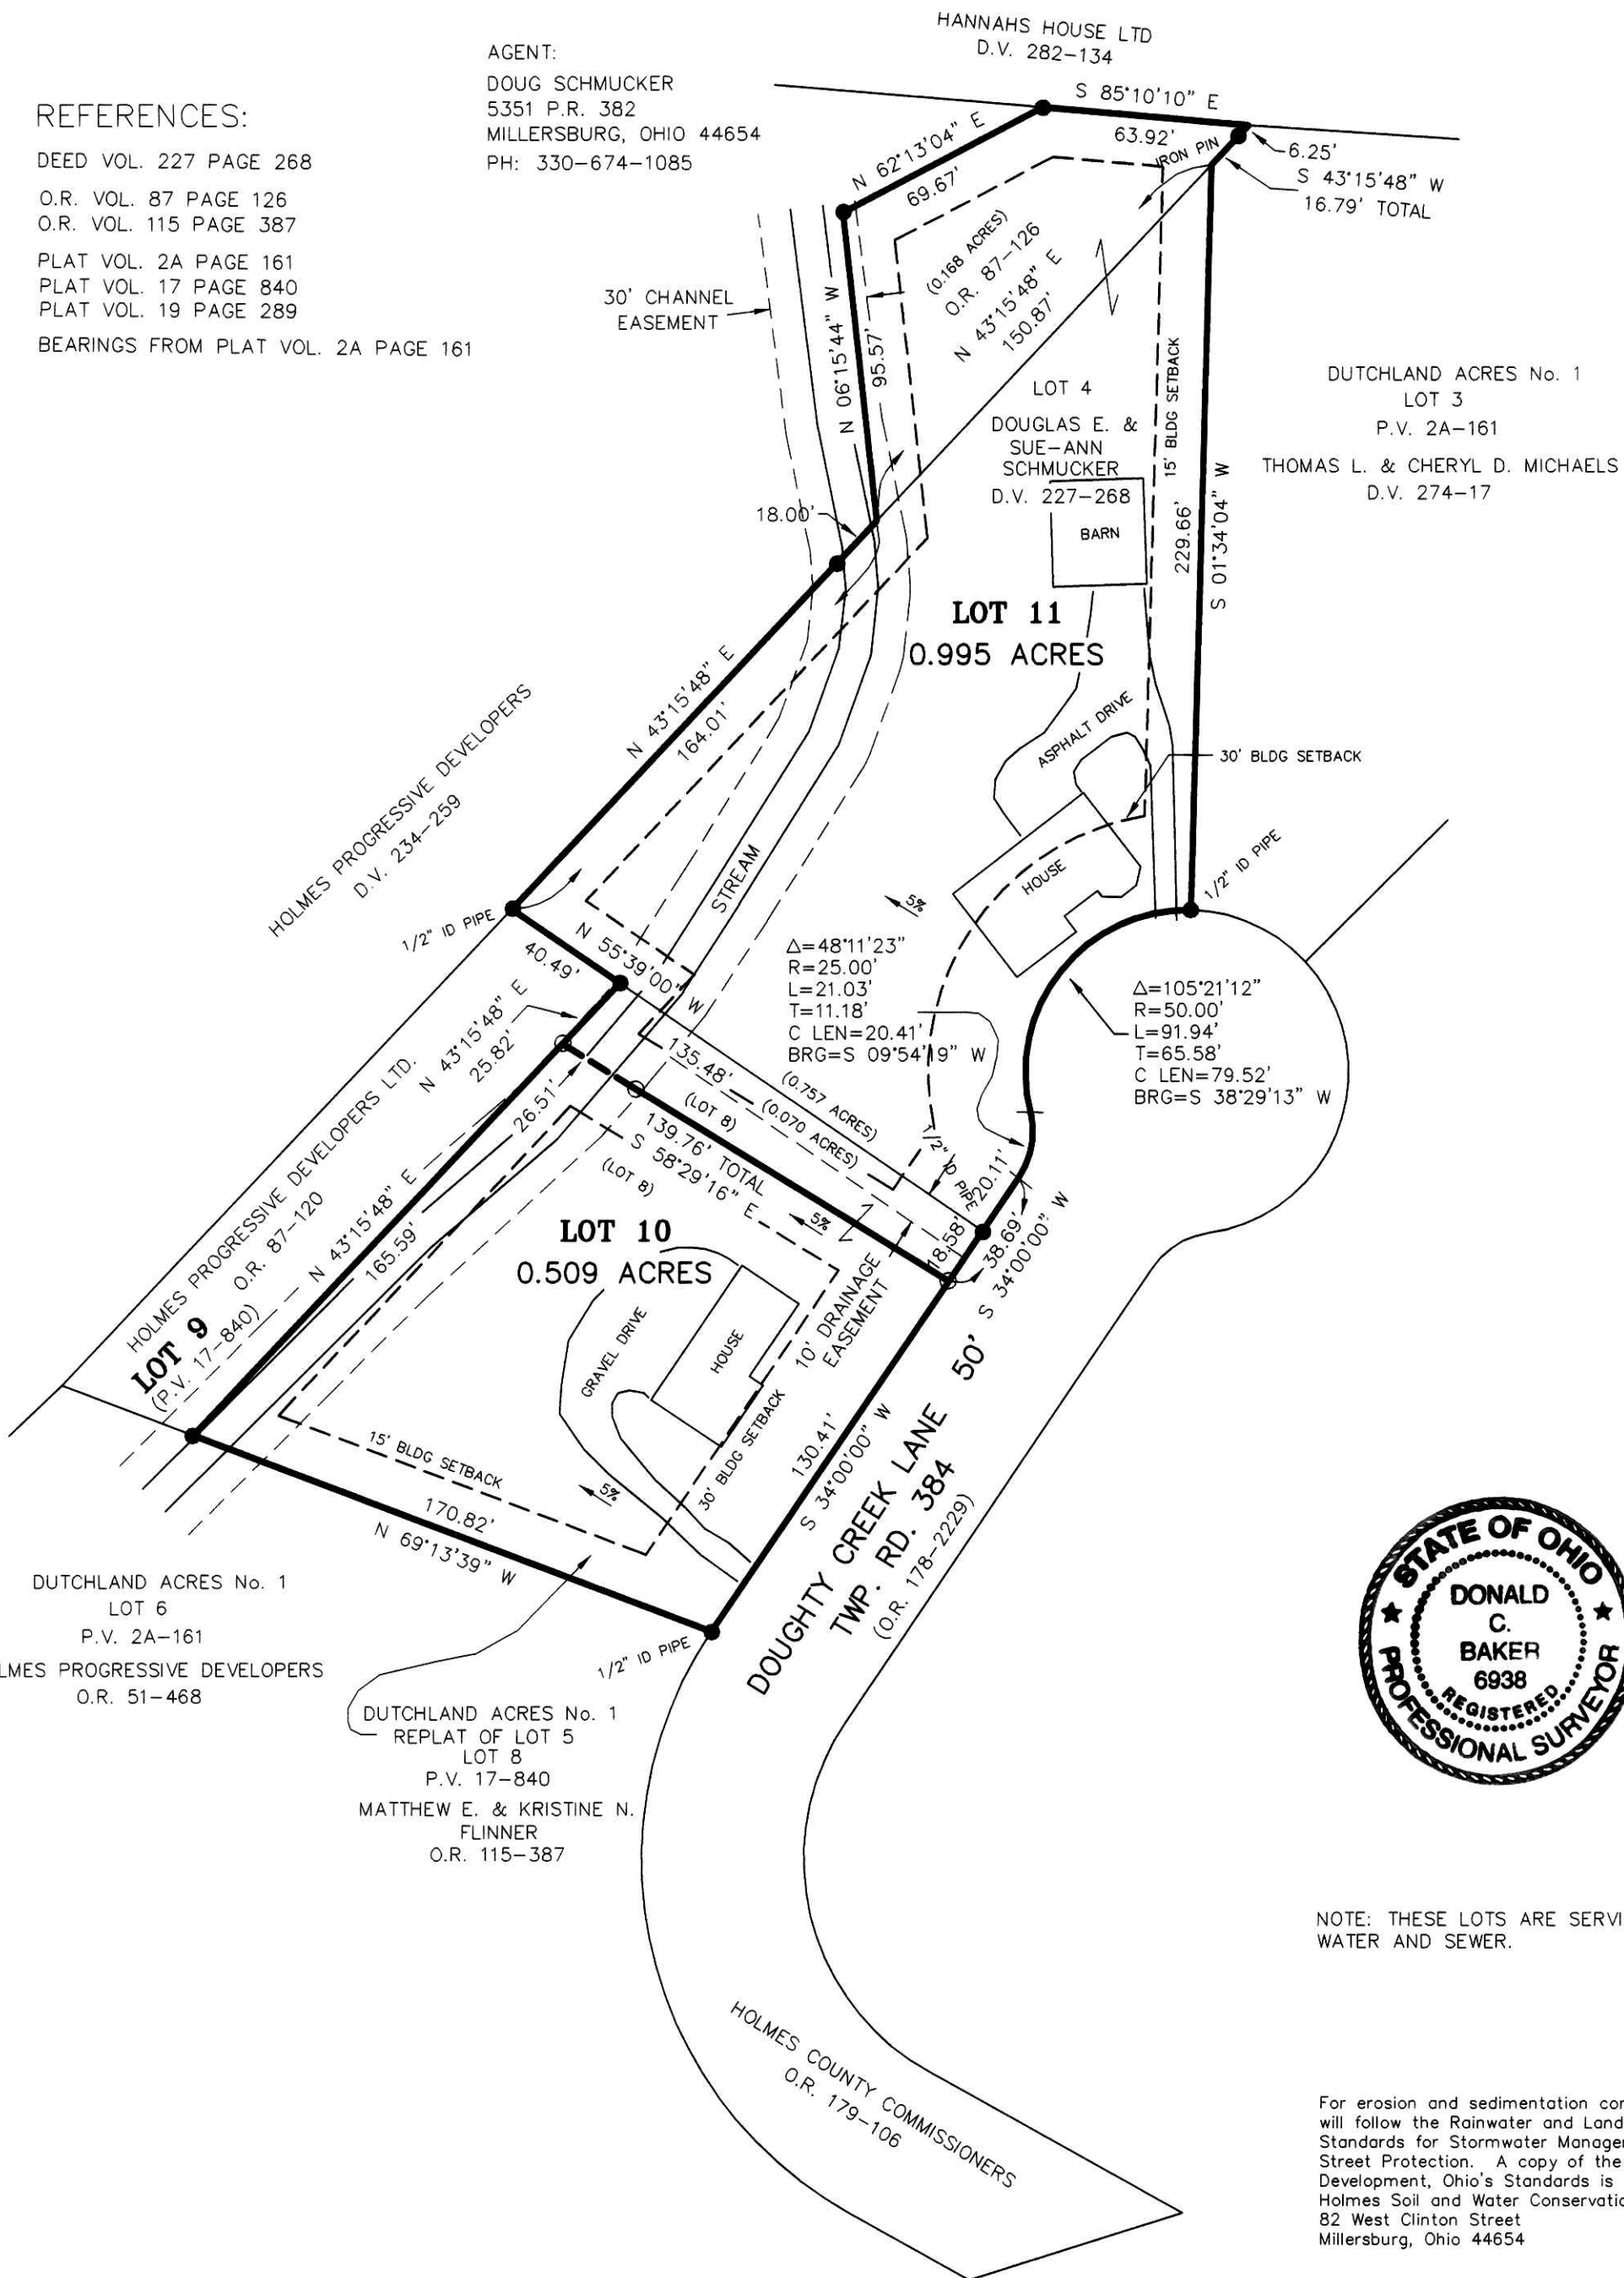 HANNAHS HOUSE LTD
D.V. 282-134
AGENT:
DOUG SCHMUCKER
5351 P.R. 382
MILLERSBURG, OHIO 44654
PH: 330-674-1085
REFERENCES:
DEED VOL. 227 PAGE 268
O.R. VOL. 87 PAGE 126
O.R. VOL. 115 PAGE 387
PLAT VOL. 2A PAGE 161
PLAT VOL. 17 PAGE 840
PLAT VOL. 19 PAGE 289
BEARINGS FROM PLAT VOL. 2A PAGE 161
S 85°10'10" E
63.92'
N 62°13'04" E
69.67'
IRON PIN
6.25'
S 43°15'48" W
16.79' TOTAL
30' CHANNEL
EASEMENT
N 06°15'44" W
95.57'
(0.168 ACRES)
O.R. 87-126
N 43°15'48" E
150.87'
LOT 4
DOUGLAS E. &
SUE-ANN
SCHMUCKER
D.V. 227-268
BARN
15' BLDG SETBACK
229.66'
S 01°34'04" W
DUTCHLAND ACRES No. 1
LOT 3
P.V. 2A-161
THOMAS L. & CHERYL D. MICHAELS
D.V. 274-17
18.00'
LOT 11
0.995 ACRES
N 43°15'48" E
164.01'
HOLMES PROGRESSIVE DEVELOPERS
D.V. 234-259
ASPHALT DRIVE
30' BLDG SETBACK
HOUSE
STREAM
5%
1/2" ID PIPE
1/2" ID PIPE
N 55°39'00" W
40.49'
Δ=48°11'23"
R=25.00'
L=21.03'
T=11.18'
C LEN=20.41'
BRG=S 09°54'19" W
Δ=105°21'12"
R=50.00'
L=91.94'
T=65.58'
C LEN=79.52'
BRG=S 38°29'13" W
N 43°15'48" E
25.82'
26.51'
135.48'
(0.757 ACRES)
(0.070 ACRES)
(LOT 8)
139.76' TOTAL
S 58°29'16" E
(LOT 8)
1/2" ID PIPE
20.11'
18.58'
38.69'
S 34°00'00" W
HOLMES PROGRESSIVE DEVELOPERS LTD.
O.R. 87-120
LOT 9
(P.V. 17-840)
N 43°15'48" E
165.59'
LOT 10
0.509 ACRES
5%
10' DRAINAGE
EASEMENT
GRAVEL DRIVE
HOUSE
30' BLDG SETBACK
15' BLDG SETBACK
5%
170.82'
N 69°13'39" W
130.41'
S 34°00'00" W
DOUGHTY CREEK LANE 50'
TWP. RD. 384
(O.R. 178-2229)
1/2" ID PIPE
DUTCHLAND ACRES No. 1
LOT 6
P.V. 2A-161
LMES PROGRESSIVE DEVELOPERS
O.R. 51-468
DUTCHLAND ACRES No. 1
REPLAT OF LOT 5
LOT 8
P.V. 17-840
MATTHEW E. & KRISTINE N.
FLINNER
O.R. 115-387
STATE OF OHIO
DONALD
C.
BAKER
6938
REGISTERED
PROFESSIONAL SURVEYOR
NOTE: THESE LOTS ARE SERVI
WATER AND SEWER.
HOLMES COUNTY COMMISSIONERS
O.R. 179-106
For erosion and sedimentation con
will follow the Rainwater and Land
Standards for Stormwater Manager
Street Protection. A copy of the
Development, Ohio's Standards is
Holmes Soil and Water Conservatio
82 West Clinton Street
Millersburg, Ohio 44654